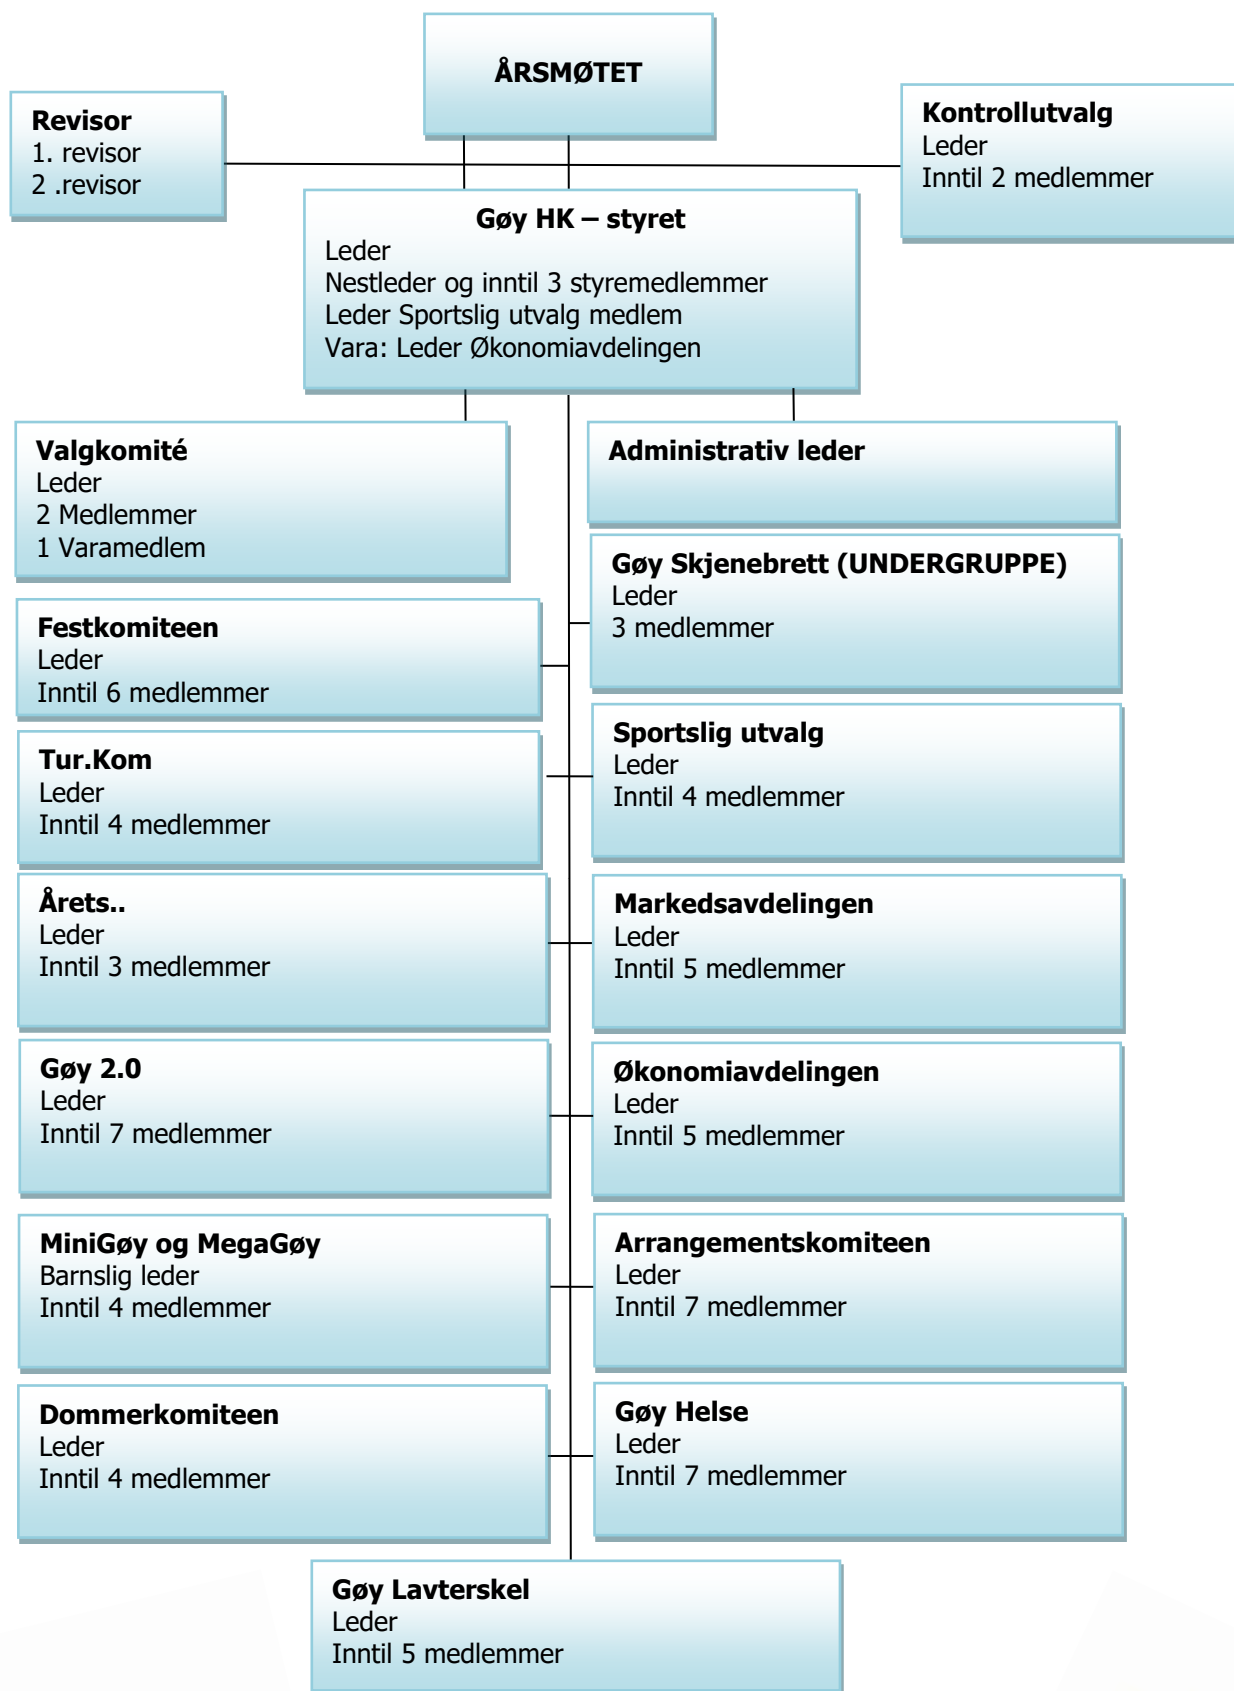 ÅRSMØTET
Revisor
1. revisor
2 .revisor
Kontrollutvalg
Leder
Inntil 2 medlemmer
Gøy HK – styret
Leder
Nestleder og inntil 3 styremedlemmer
Leder Sportslig utvalg medlem
Vara: Leder Økonomiavdelingen
Valgkomité
Leder
2 Medlemmer
1 Varamedlem
Administrativ leder
Gøy Skjenebrett (UNDERGRUPPE)
Leder
3 medlemmer
Festkomiteen
Leder
Inntil 6 medlemmer
Sportslig utvalg
Leder
Inntil 4 medlemmer
Tur.Kom
Leder
Inntil 4 medlemmer
Årets..
Leder
Inntil 3 medlemmer
Markedsavdelingen
Leder
Inntil 5 medlemmer
Gøy 2.0
Leder
Inntil 7 medlemmer
Økonomiavdelingen
Leder
Inntil 5 medlemmer
MiniGøy og MegaGøy
Barnslig leder
Inntil 4 medlemmer
Arrangementskomiteen
Leder
Inntil 7 medlemmer
Dommerkomiteen
Leder
Inntil 4 medlemmer
Gøy Helse
Leder
Inntil 7 medlemmer
Gøy Lavterskel
Leder
Inntil 5 medlemmer